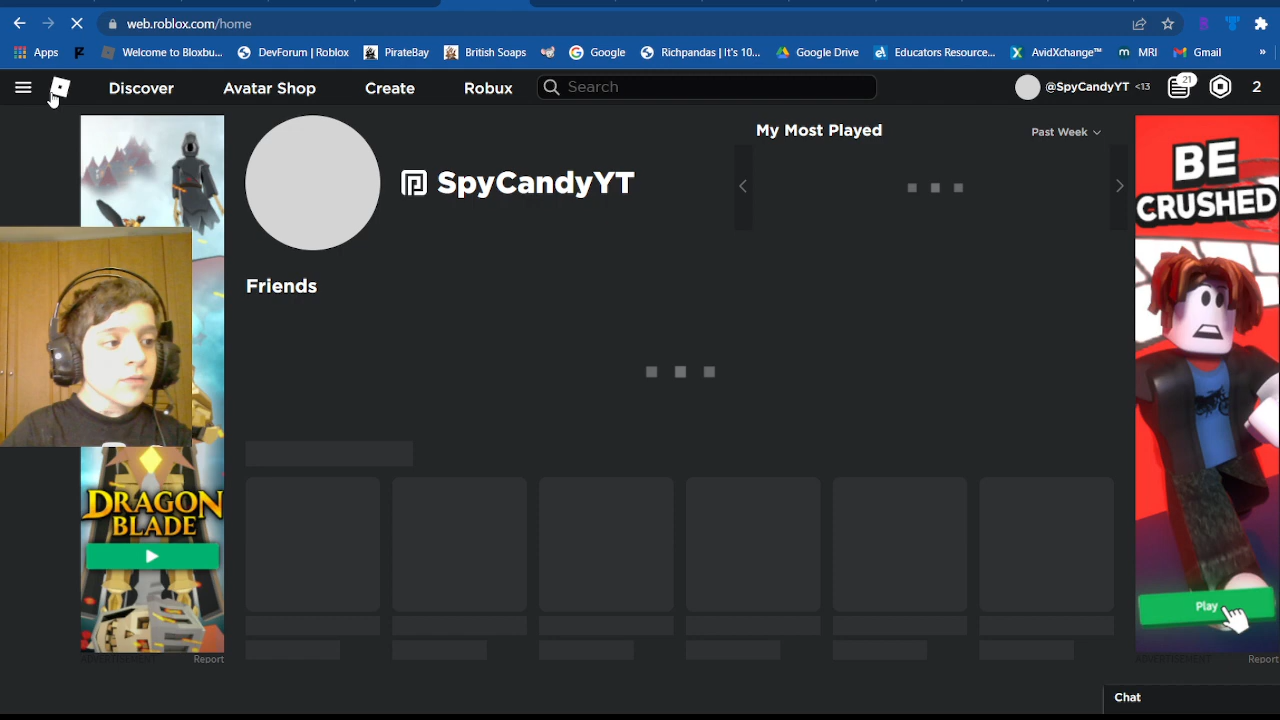 web.roblox.com/home
Apps
Welcome to Bloxbu...
DevForum | Roblox
PirateBay
British Soaps
Google
Richpandas | It's 10...
Google Drive
Educators Resource...
AvidXchange™
MRI
Gmail
»
Discover
Avatar Shop
Create
Robux
Search
@SpyCandyYT <13
21
2
SpyCandyYT
My Most Played
Past Week
Friends
DRAGON
BLADE
ADVERTISEMENT
Report
BE
CRUSHED
Play
ADVERTISEMENT
Report
Chat